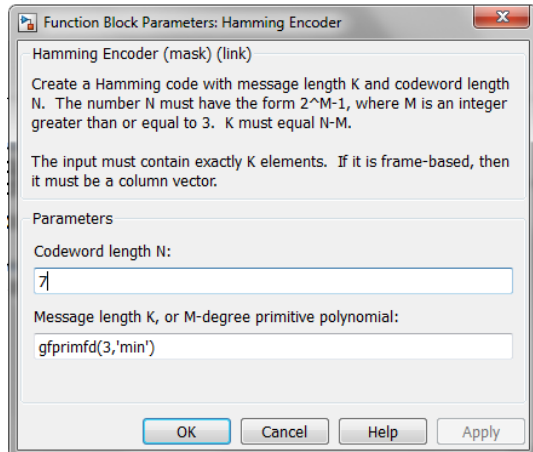 Function Block Parameters: Hamming Encoder
Hamming Encoder (mask) (link)
Create a Hamming code with message length K and codeword length
N. The number N must have the form 2^M-1, where M is an integer
greater than or equal to 3. K must equal N-M.
The input must contain exactly K elements. If it is frame-based, then
it must be a column vector.
Parameters
Codeword length N:
7
Message length K, or M-degree primitive polynomial:
gfprimfd(3,'min')
OK Cancel Help Apply